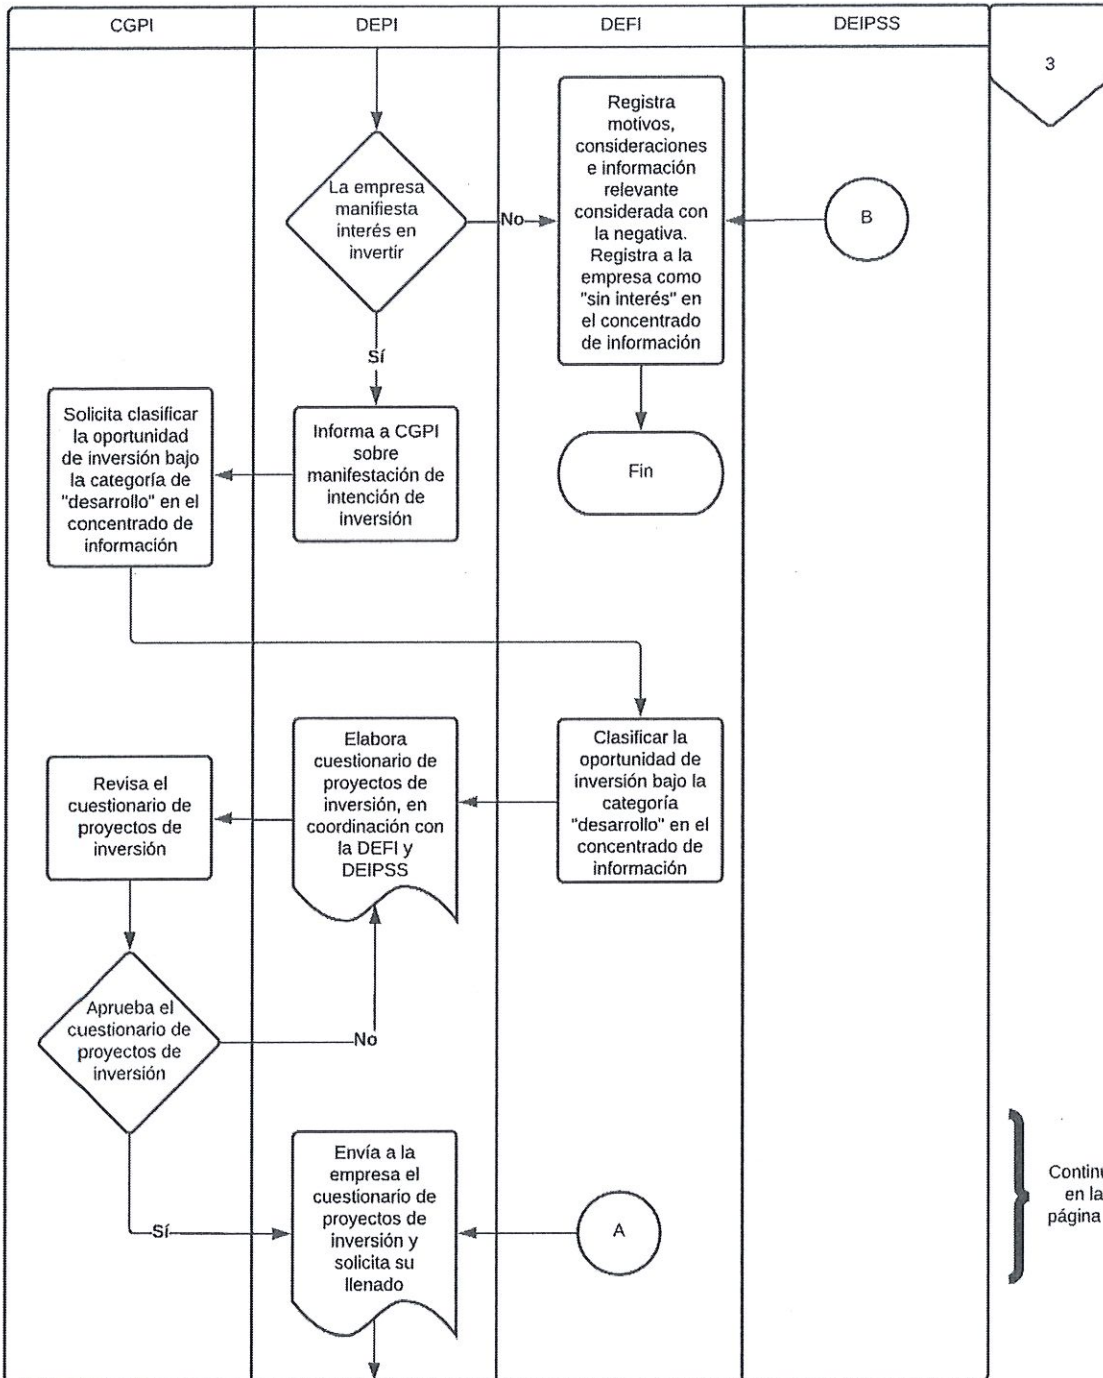 CGPI
DEPI
DEFI
DEIPSS
3
La empresa
manifiesta
interés en
invertir
No
Registra
motivos,
consideraciones
e información
relevante
considerada con
la negativa.
Registra a la
empresa como
"sin interés" en
el concentrado
de información
B
Sí
Solicita clasificar
la oportunidad
de inversión bajo
la categoría de
"desarrollo" en el
concentrado de
información
Informa a CGPI
sobre
manifestación de
intención de
inversión
Fin
Revisa el
cuestionario de
proyectos de
inversión
Elabora
cuestionario de
proyectos de
inversión, en
coordinación con
la DEFI y
DEIPSS
Clasificar la
oportunidad de
inversión bajo la
categoría
"desarrollo" en el
concentrado de
información
Aprueba el
cuestionario de
proyectos de
inversión
No
Sí
Envía a la
empresa el
cuestionario de
proyectos de
inversión y
solicita su
llenado
A
Continu
en la
página